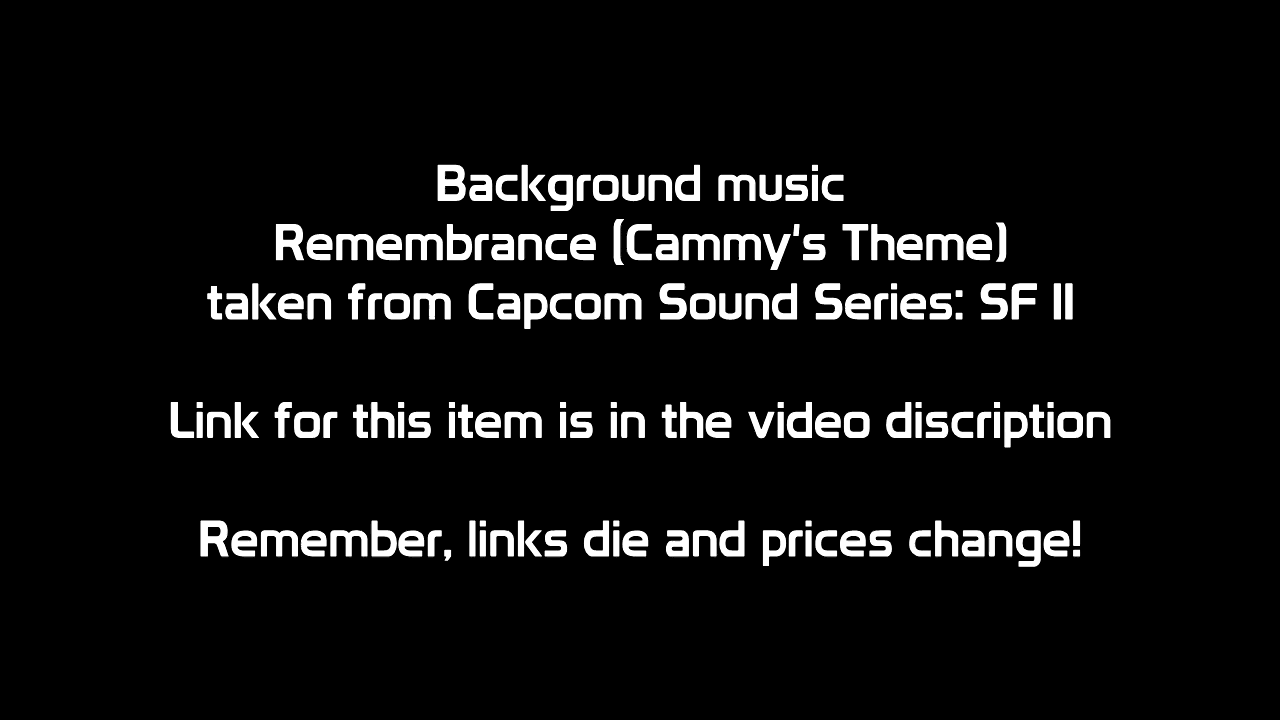 Background music
Remembrance (Cammy's Theme)
taken from Capcom Sound Series: SF II
Link for this item is in the video discription
Remember, links die and prices change!